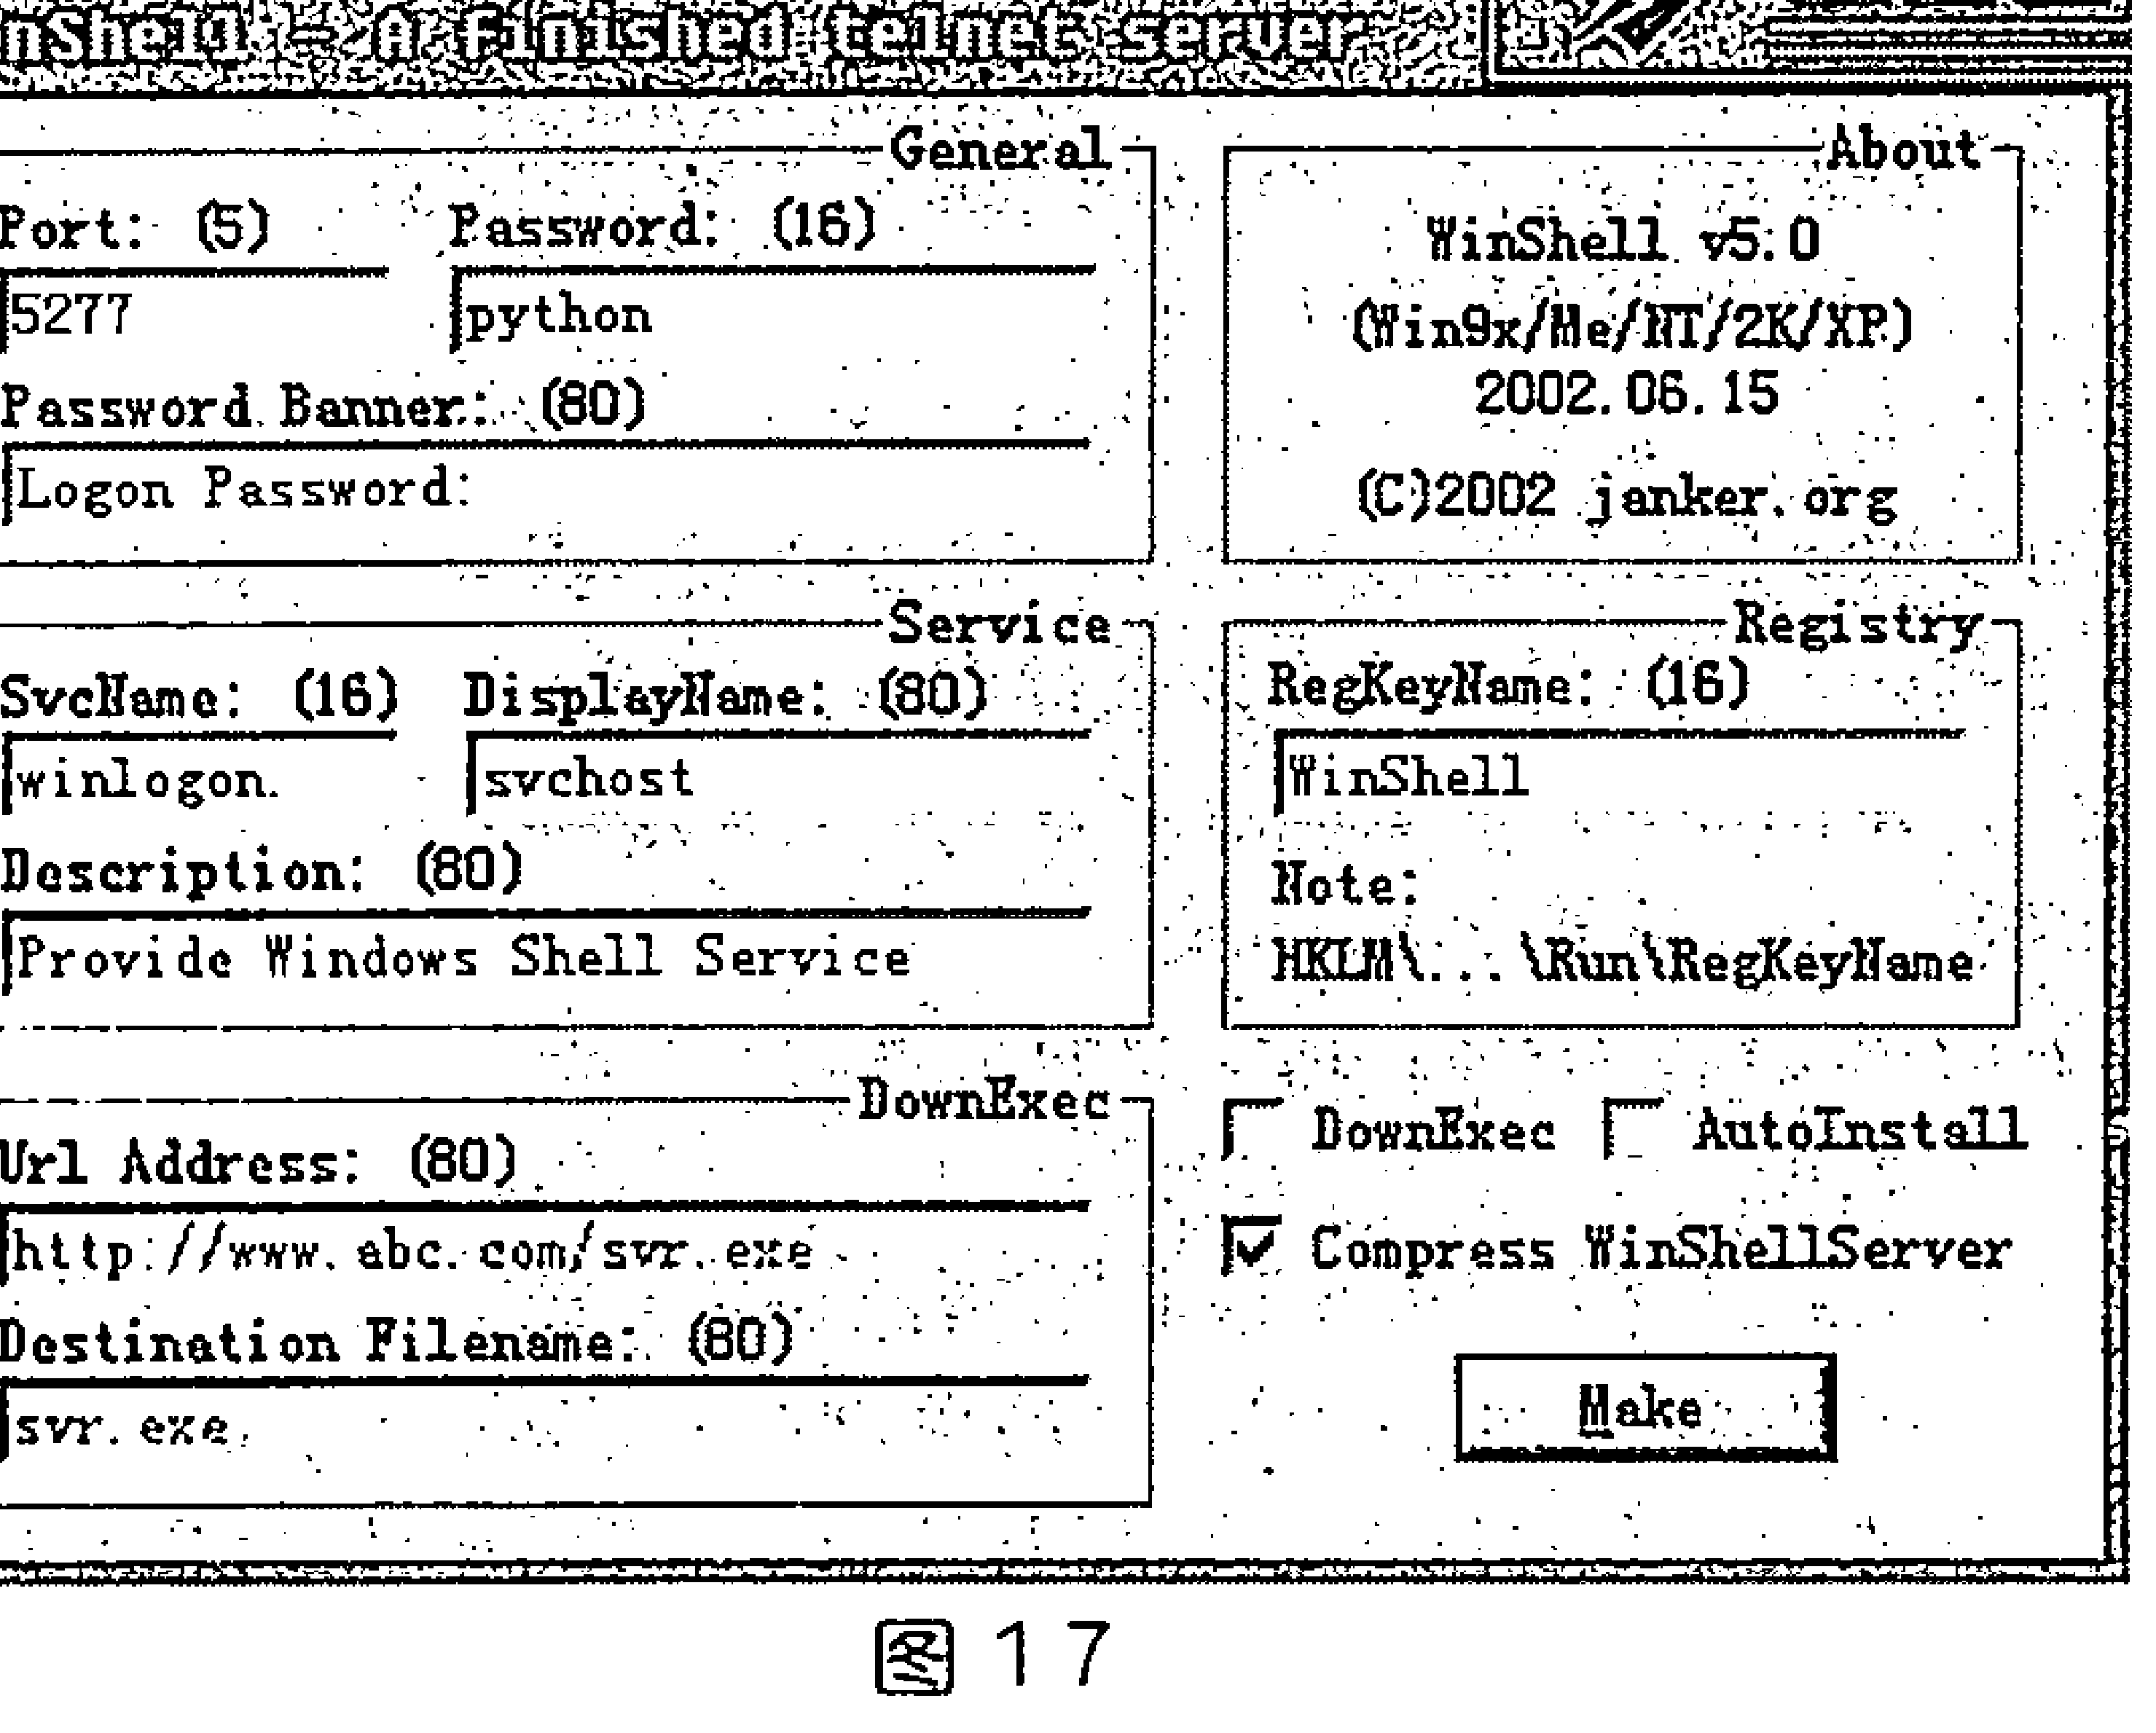 nShell - A finished telnet server
General
Port: (5) Password: (16)
5277 python
Password Banner: (80)
Logon Password:
About
WinShell v5.0
(Win9x/Me/NT/2K/XP)
2002.06.15
(C)2002 janker.org
Service
SvcName: (16) DisplayName: (80)
winlogon. svchost
Description: (80)
Provide Windows Shell Service
Registry
RegKeyName: (16)
WinShell
Note:
HKLM\...\Run\RegKeyName
DownExec
Url Address: (80)
http://www.abc.com/svr.exe
Destination Filename: (80)
svr.exe
DownExec AutoInstall
Compress WinShellServer
Make
图 17